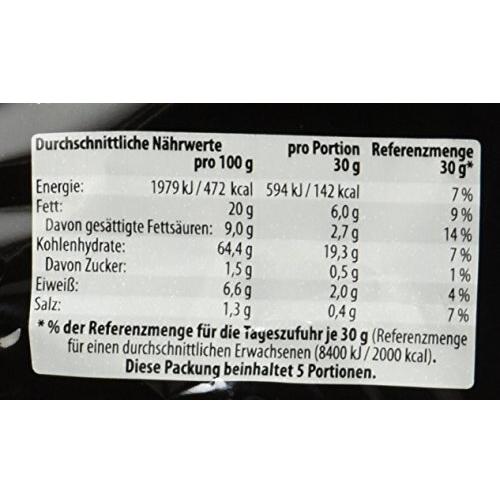 Durchschnittliche Nährwerte pro Portion Referenzmenge
pro 100 g 30 g 30 g*
Energie: 1979 kJ / 472 kcal 594 kJ / 142 kcal 7 %
Fett: 20 g 6,0 g 9 %
Davon gesättigte Fettsäuren: 9,0 g 2,7 g 14 %
Kohlenhydrate: 64,4 g 19,3 g 7 %
Davon Zucker: 1,5 g 0,5 g 1 %
Eiweiß: 6,6 g 2,0 g 4 %
Salz: 1,3 g 0,4 g 7 %
* % der Referenzmenge für die Tageszufuhr je 30 g (Referenzmenge
für einen durchschnittlichen Erwachsenen (8400 kJ / 2000 kcal).
Diese Packung beinhaltet 5 Portionen.